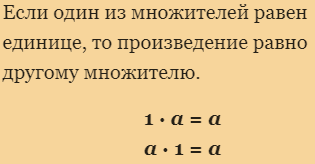 Если один из множителей равен
единице, то произведение равно
другому множителю.
1 · a = a
a · 1 = a